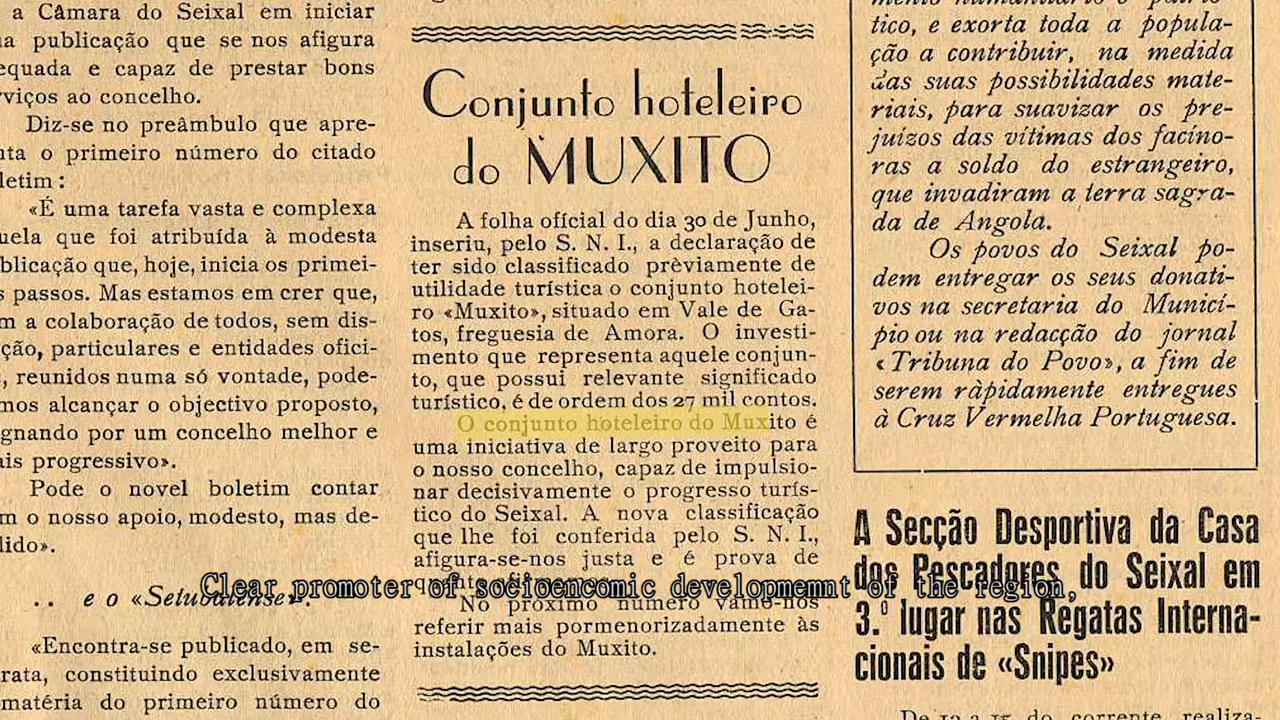 a Câmara do Seixal em iniciar
publicação que se nos afigura
equada e capaz de prestar bons
rviços ao concelho.
Diz-se no preâmbulo que apre-
nta o primeiro número do citado
letim:
«É uma tarefa vasta e complexa
uela que foi atribuída à modesta
blicação que, hoje, inicia os primei-
s passos. Mas estamos em crer que,
m a colaboração de todos, sem dis-
ção, particulares e entidades ofici-
, reunidos numa só vontade, pode-
mos alcançar o objectivo proposto,
gnando por um concelho melhor e
ais progressivo».
Pode o novel boletim contar
m o nosso apoio, modesto, mas de-
lido».
. . e o «Setubalense».
«Encontra-se publicado, em se-
rata, constituindo exclusivamente
matéria do primeiro número do
Conjunto hoteleiro
do MUXITO
A folha oficial do dia 30 de Junho,
inseriu, pelo S. N. I., a declaração de
ter sido classificado prèviamente de
utilidade turística o conjunto hotelei-
ro «Muxito», situado em Vale de Ga-
tos, freguesia de Amora. O investi-
mento que representa aquele conjun-
to, que possui relevante significado
turístico, é de ordem dos 27 mil contos.
O conjunto hoteleiro do Muxito é
uma iniciativa de largo proveito para
o nosso concelho, capaz de impulsio-
nar decisivamente o progresso turís-
tico do Seixal. A nova classificação
que lhe foi conferida pelo S. N. I.,
afigura-se-nos justa e é prova de
No próximo número vamo-nos
referir mais pormenorizadamente às
instalações do Muxito.
mento humanitário e patrió-
tico, e exorta toda a popula-
ção a contribuir, na medida
das suas possibilidades mate-
riais, para suavizar os pre-
juízos das vítimas dos facíno-
ras a soldo do estrangeiro,
que invadiram a terra sagra-
da de Angola.
Os povos do Seixal po-
dem entregar os seus donati-
vos na secretaria do Municí-
pio ou na redacção do jornal
«Tribuna do Povo», a fim de
serem ràpidamente entregues
à Cruz Vermelha Portuguesa.
A Secção Desportiva da Casa
dos Pescadores do Seixal em
3.º lugar nas Regatas Interna-
cionais de «Snipes»
De 12 a 15 do corrente realiza-
Clear promoter of socioencomic developmemnt of the region,